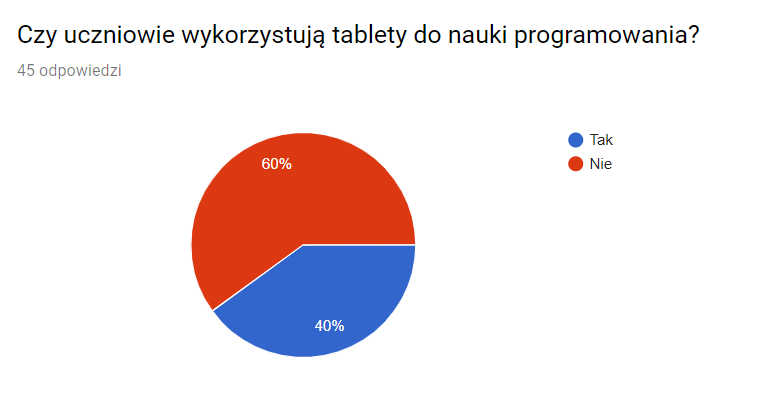 Czy uczniowie wykorzystują tablety do nauki programowania?
45 odpowiedzi
Tak
Nie
60%
40%